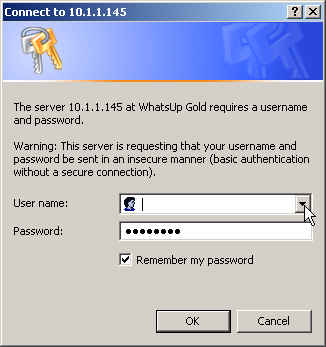 Connect to 10.1.1.145
The server 10.1.1.145 at WhatsUp Gold requires a username
and password.
Warning: This server is requesting that your username and
password be sent in an insecure manner (basic authentication
without a secure connection).
User name:
Password:
Remember my password
OK Cancel